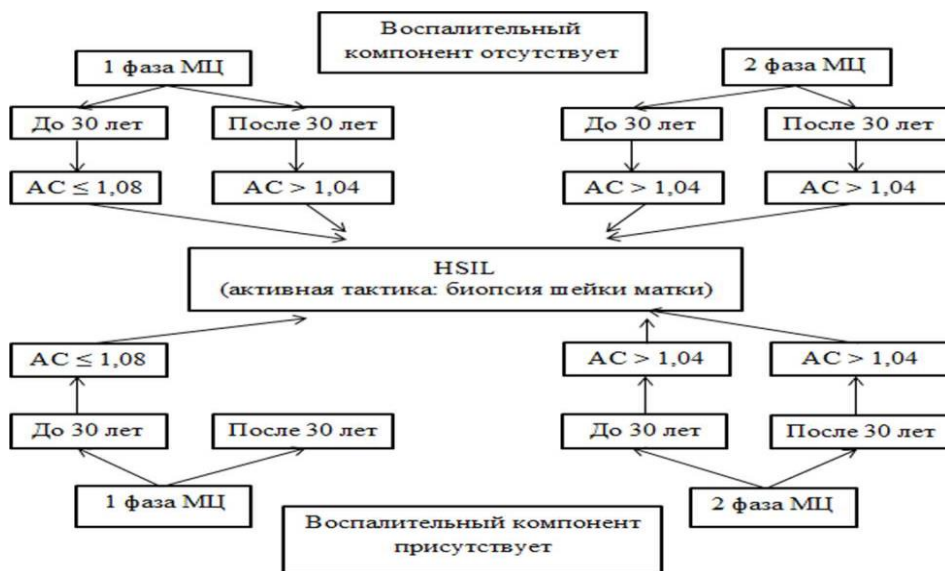 Воспалительный
компонент отсутствует
1 фаза МЦ
2 фаза МЦ
До 30 лет
После 30 лет
До 30 лет
После 30 лет
АС ≤ 1,08
АС > 1,04
АС > 1,04
АС > 1,04
HSIL
(активная тактика: биопсия шейки матки)
АС ≤ 1,08
АС > 1,04
АС > 1,04
До 30 лет
После 30 лет
До 30 лет
После 30 лет
1 фаза МЦ
2 фаза МЦ
Воспалительный компонент
присутствует